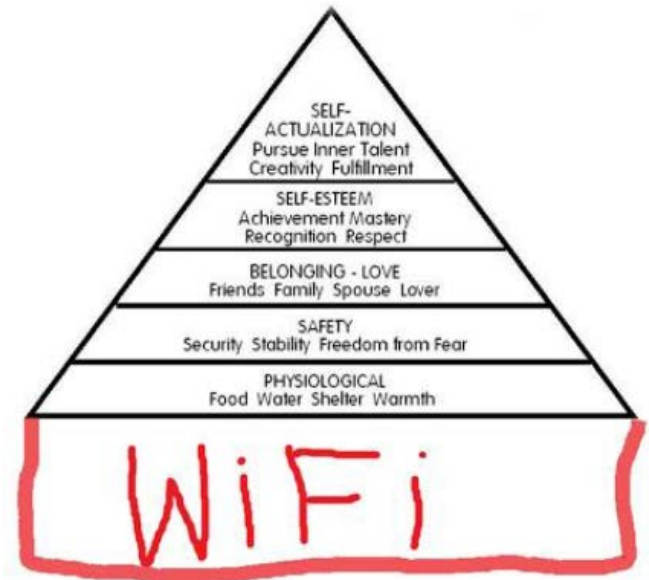 SELF-
ACTUALIZATION
Pursue Inner Talent
Creativity Fulfillment
SELF-ESTEEM
Achievement Mastery
Recognition Respect
BELONGING - LOVE
Friends Family Spouse Lover
SAFETY
Security Stability Freedom from Fear
PHYSIOLOGICAL
Food Water Shelter Warmth
WiFi